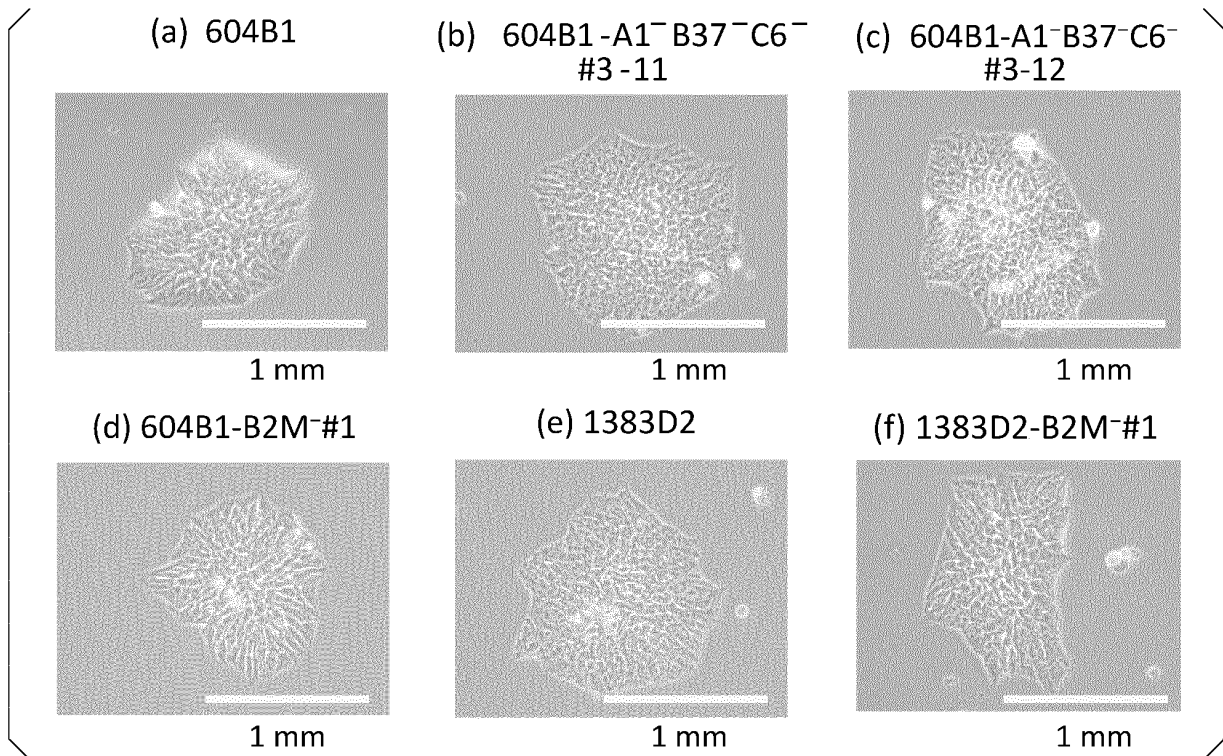 (a) 604B1
(b) 604B1-A1⁻B37⁻C6⁻
#3-11
(c) 604B1-A1⁻B37⁻C6⁻
#3-12
1 mm
1 mm
1 mm
(d) 604B1-B2M⁻#1
(e) 1383D2
(f) 1383D2-B2M⁻#1
1 mm
1 mm
1 mm